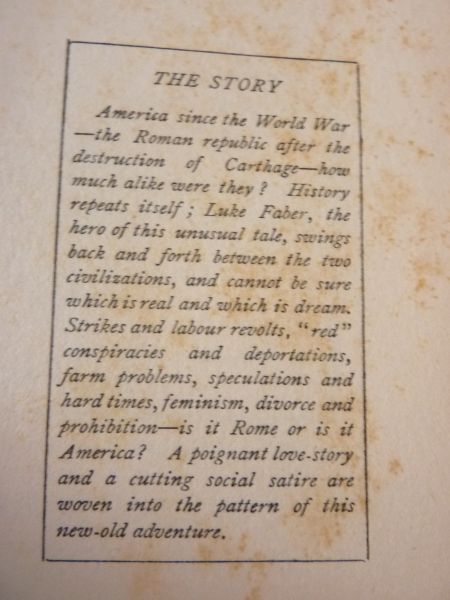 THE STORY
America since the World War
—the Roman republic after the
destruction of Carthage—how
much alike were they? History
repeats itself; Luke Faber, the
hero of this unusual tale, swings
back and forth between the two
civilizations, and cannot be sure
which is real and which is dream.
Strikes and labour revolts, "red"
conspiracies and deportations,
farm problems, speculations and
hard times, feminism, divorce and
prohibition—is it Rome or is it
America? A poignant love-story
and a cutting social satire are
woven into the pattern of this
new-old adventure.